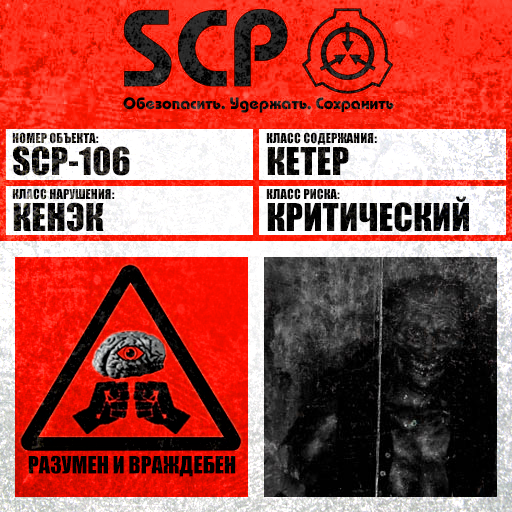 SCP
Обезопасить. Удержать. Сохранить
НОМЕР ОБЪЕКТА:
SCP-106
КЛАСС СОДЕРЖАНИЯ:
КЕТЕР
КЛАСС НАРУШЕНИЯ:
КЕНЭК
КЛАСС РИСКА:
КРИТИЧЕСКИЙ
РАЗУМЕН И ВРАЖДЕБЕН